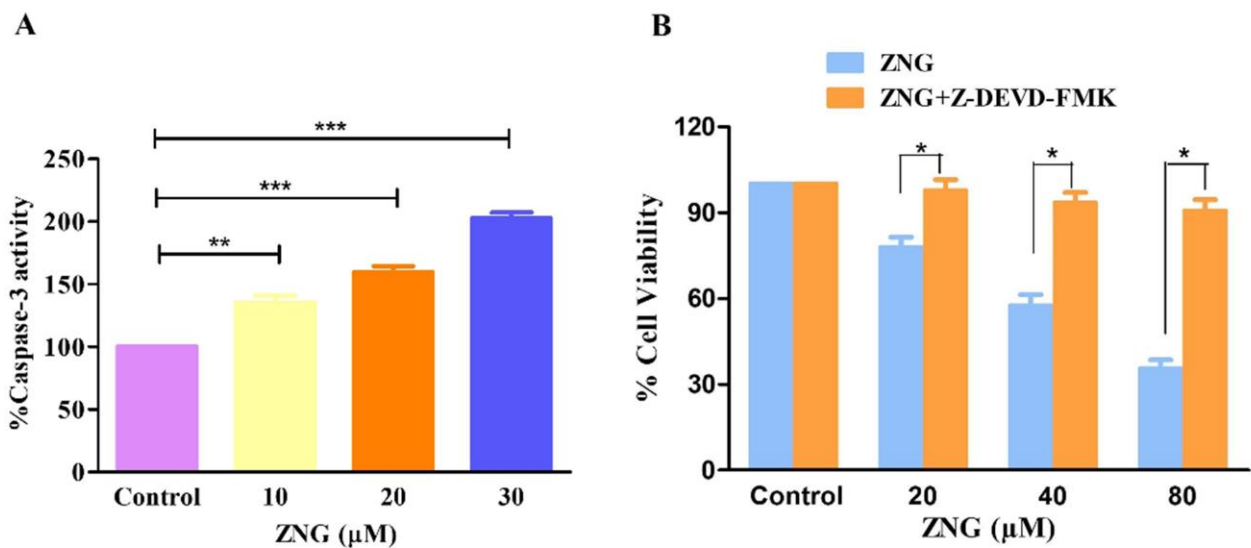 A
%Caspase-3 activity
250
200
150
100
50
0
***
***
**
Control 10 20 30
ZNG (µM)
B
ZNG
ZNG+Z-DEVD-FMK
% Cell Viability
120
90
60
30
0
* * *
Control 20 40 80
ZNG (µM)